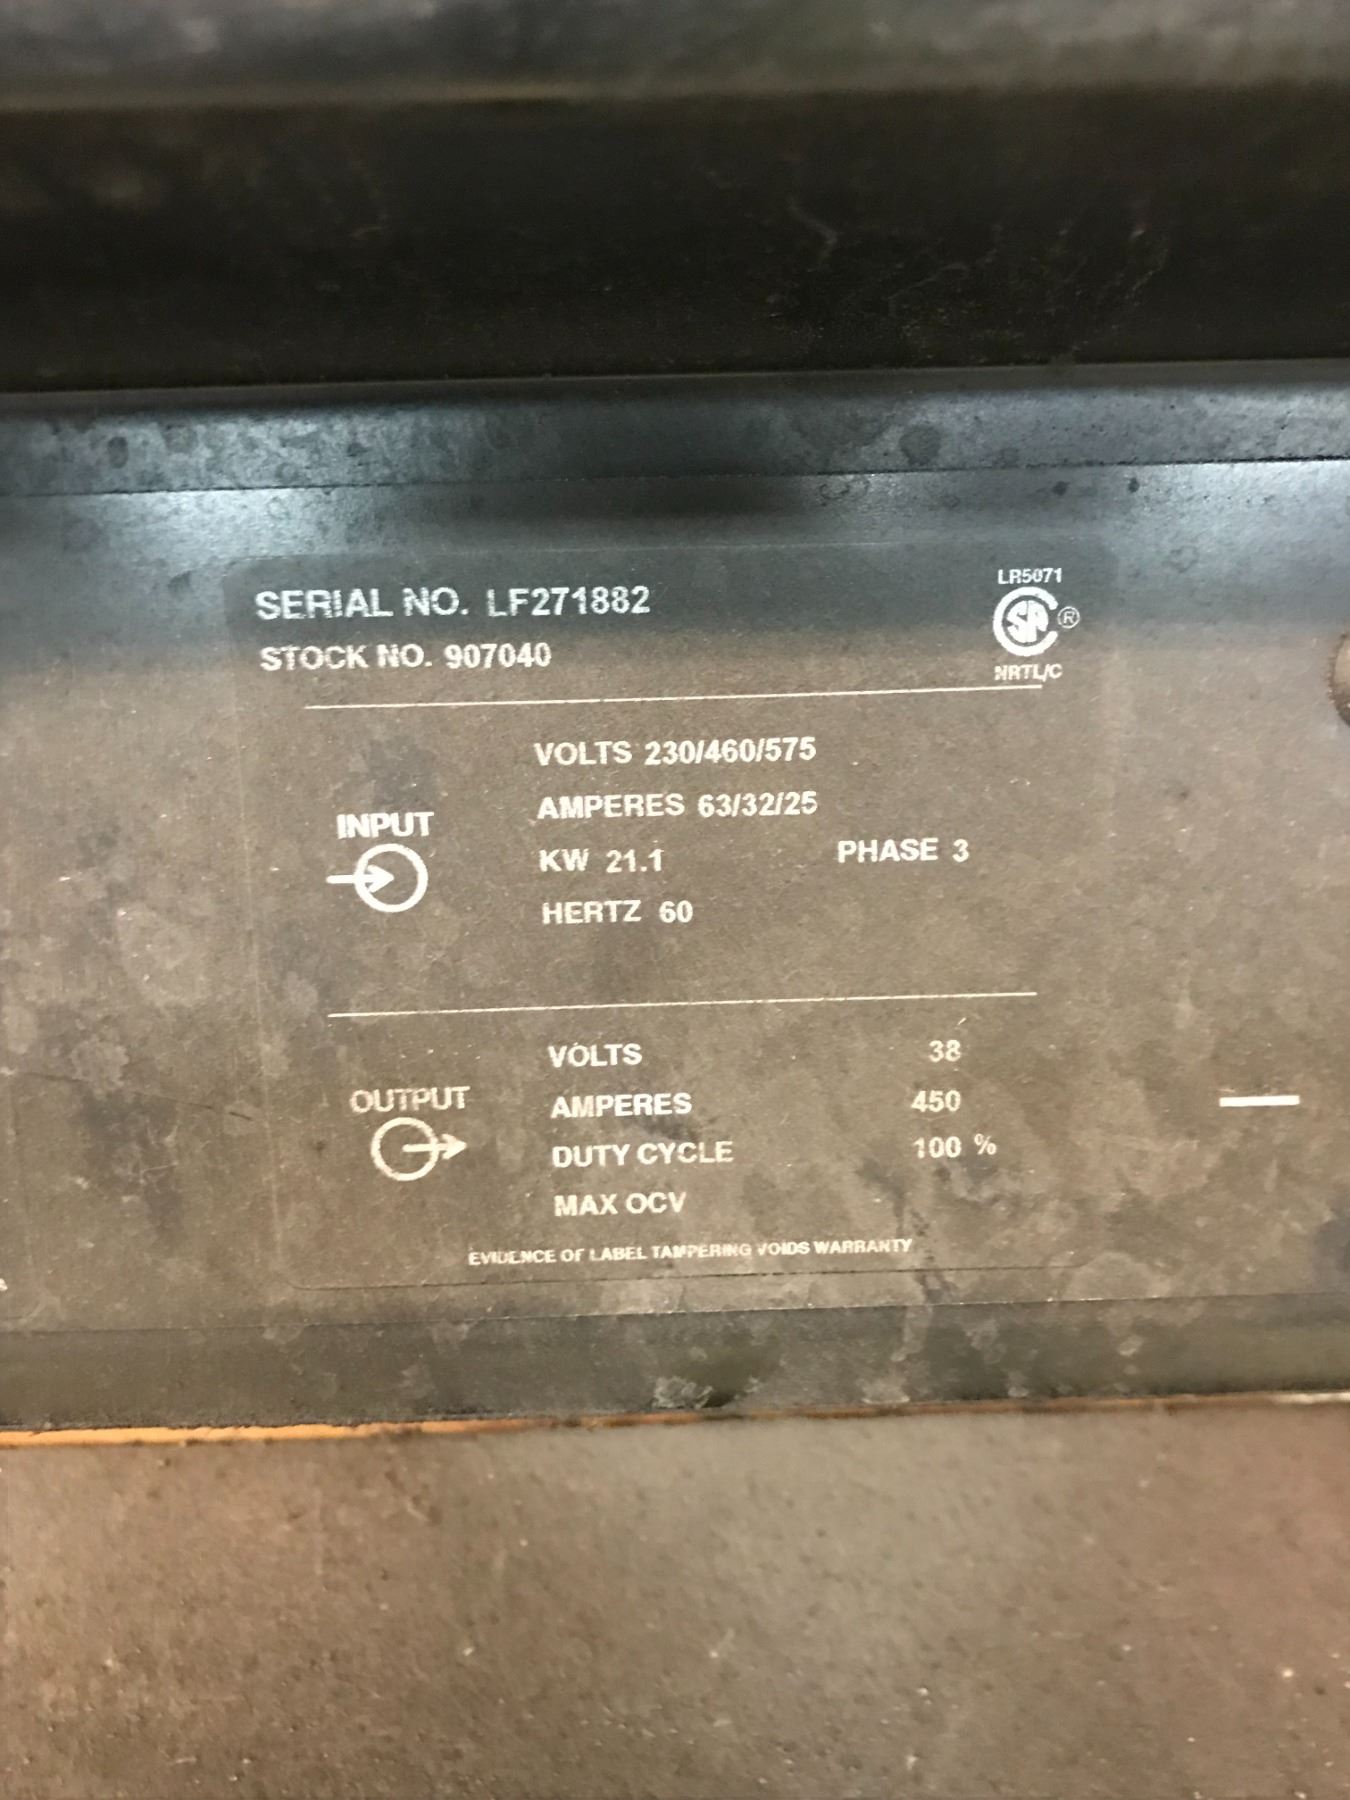 SERIAL NO. LF271882
STOCK NO. 907040
LR5071
SA ®
NRTL/C
INPUT
VOLTS 230/460/575
AMPERES 63/32/25
KW 21.1 PHASE 3
HERTZ 60
OUTPUT
VOLTS 38
AMPERES 450
DUTY CYCLE 100 %
MAX OCV
EVIDENCE OF LABEL TAMPERING VOIDS WARRANTY